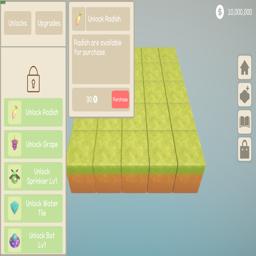 Unlocks
Upgrades
Unlock Radish
Radish are available
for purchase.
30
Purchase
10,000,000
Unlock Radish
Unlock Grape
Unlock
Sprinkler Lv1
Unlock Water
Tile
Unlock Bot
Lv1